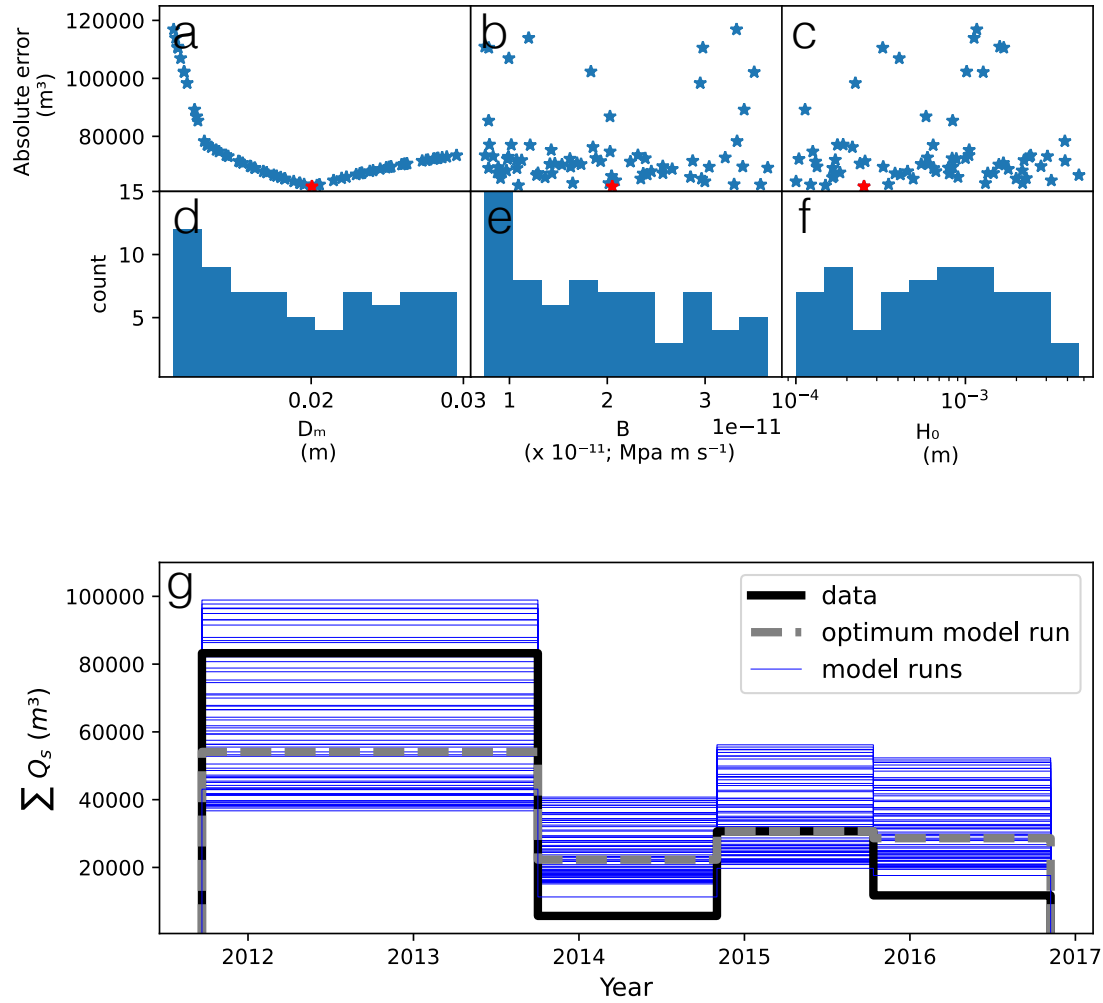 a b c
120000
100000
80000
Absolute error
(m³)
d e f
15
10
5
count
0.02 0.03
Dₘ
(m)
1 2 3
1e−11
B
(x 10⁻¹¹; Mpa m s⁻¹)
10⁻⁴ 10⁻³
H₀
(m)
g
100000
80000
60000
40000
20000
∑ Qₛ (m³)
data
optimum model run
model runs
2012 2013 2014 2015 2016 2017
Year